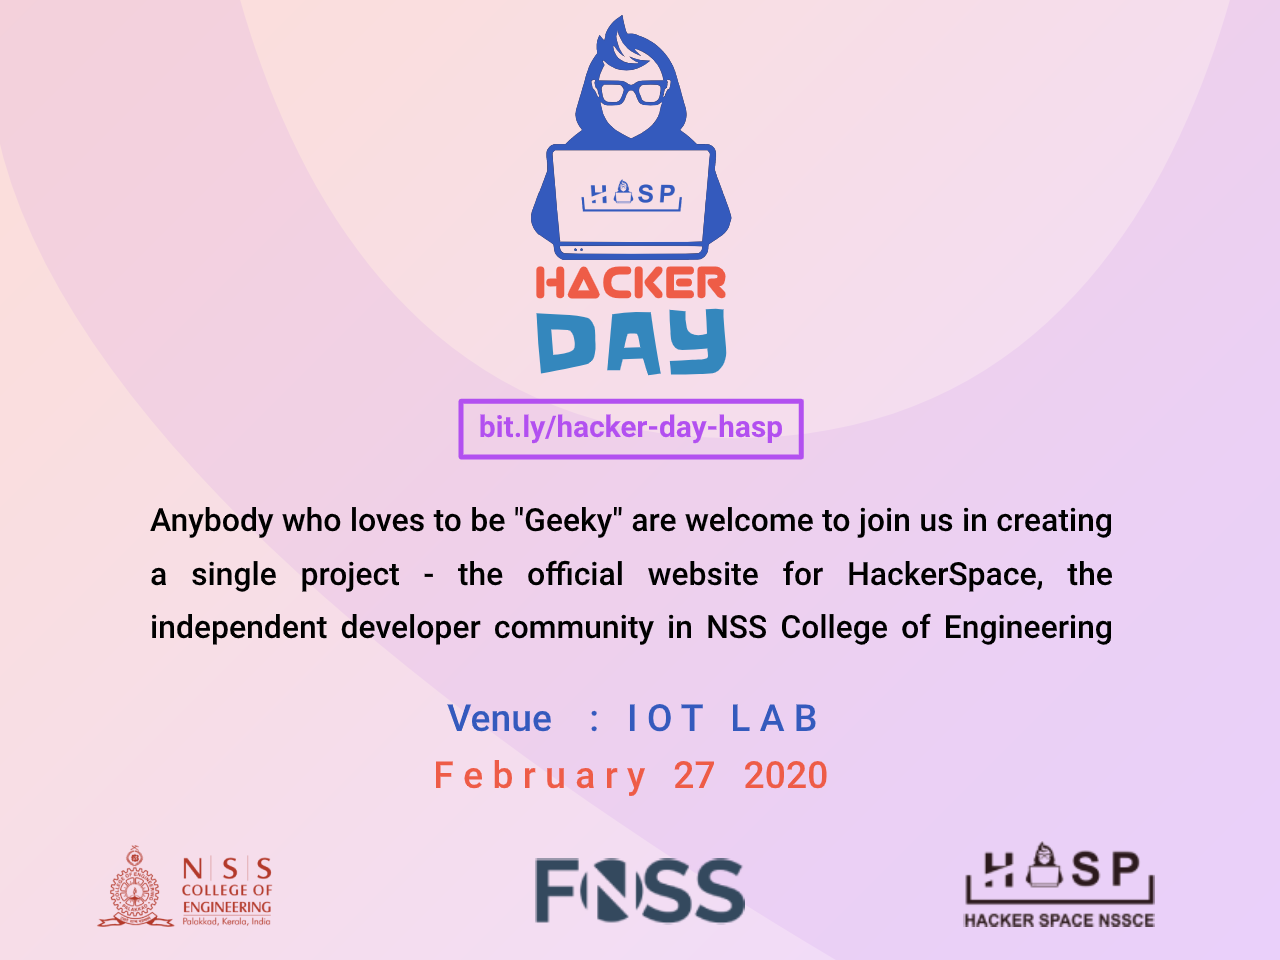 HASP
HACKER
DAY
bit.ly/hacker-day-hasp
Anybody who loves to be "Geeky" are welcome to join us in creating
a single project - the official website for HackerSpace, the
independent developer community in NSS College of Engineering
Venue : IOT LAB
February 27 2020
N|S|S
COLLEGE OF
ENGINEERING
Palakkad, Kerala, India
FOSS
HASP
HACKER SPACE NSSCE